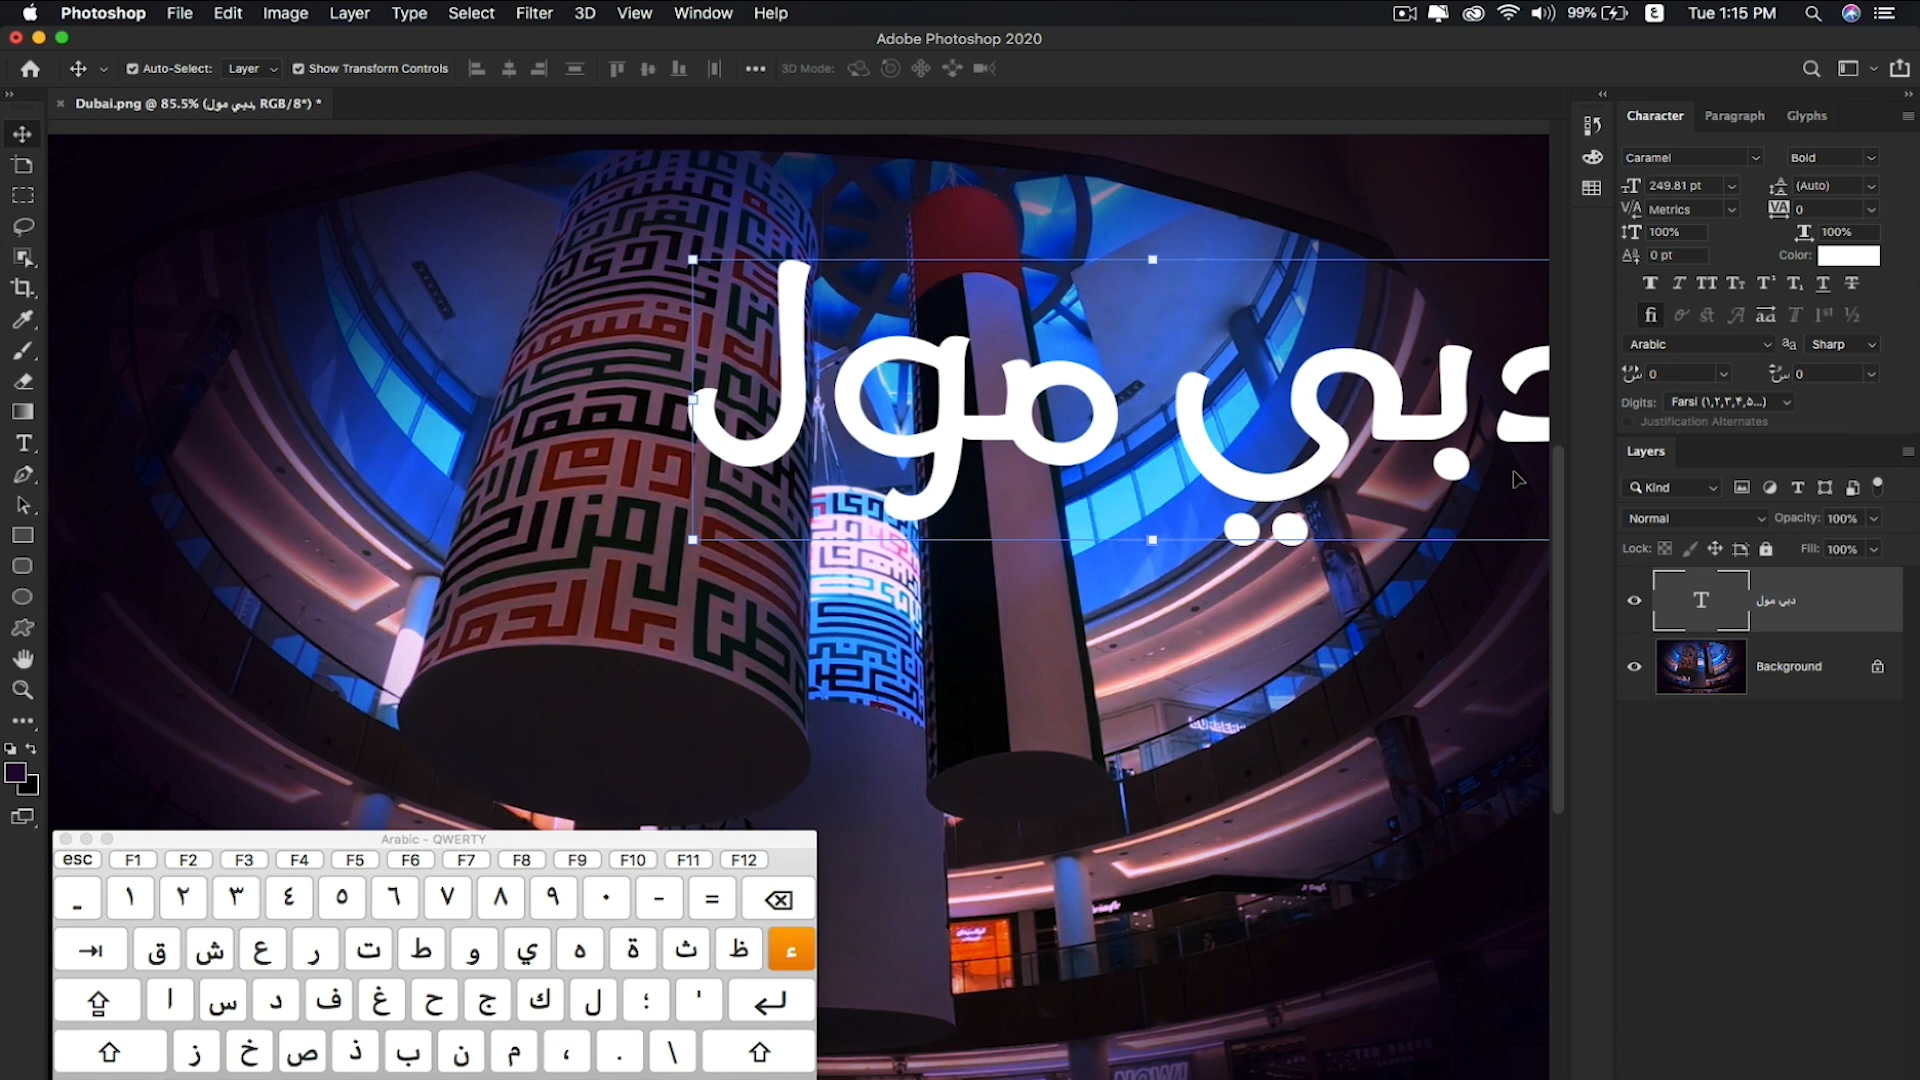 Photoshop File Edit Image Layer Type Select Filter 3D View Window Help
99% ع Tue 1:15 PM
Adobe Photoshop 2020
Auto-Select: Layer Show Transform Controls 3D Mode:
Dubai.png @ 85.5% (دبي مول, RGB/8*) *
دبي مول
Character Paragraph Glyphs
Caramel Bold
249.81 pt (Auto)
Metrics 0
100% 100%
0 pt Color:
Arabic Sharp
0 0
Digits: Farsi (۱,۲,۳,۴,۵...)
Justification Alternates
Layers
Kind
Normal Opacity: 100%
Lock: Fill: 100%
دبي مول
Background
Arabic - QWERTY
esc F1 F2 F3 F4 F5 F6 F7 F8 F9 F10 F11 F12
١ ٢ ٣ ٤ ٥ ٦ ٧ ٨ ٩ ٠ - =
ق ش ع ر ت ط و ي ه ة ث ظ ء
ا س د ف غ ح ج ك ل ؛ '
ز خ ص ذ ب ن م ، . \